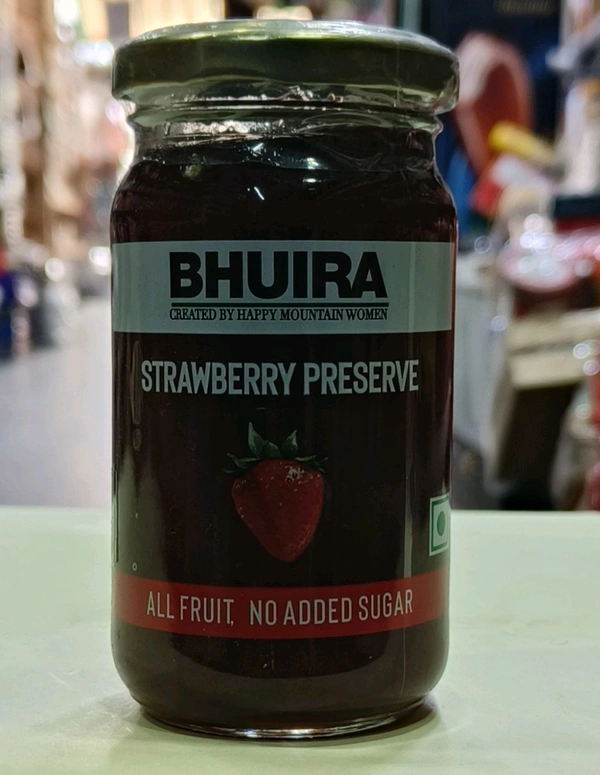 BHUIRA
CREATED BY HAPPY MOUNTAIN WOMEN
STRAWBERRY PRESERVE
ALL FRUIT, NO ADDED SUGAR